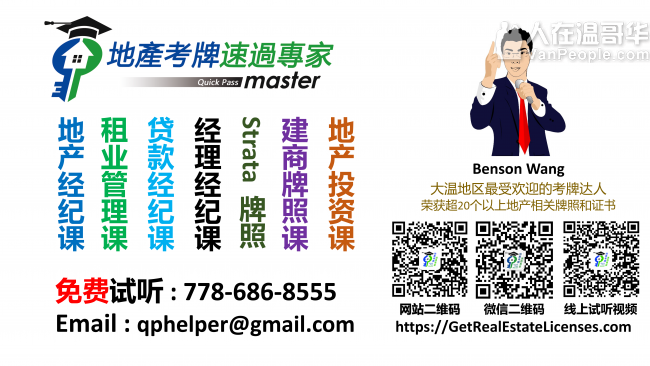 地產考牌速過專家
Quick Pass master
地产经纪课
租业管理课
贷款经纪课
经理经纪课
Strata 牌照
建商牌照课
地产投资课
免费试听 : 778-686-8555
Email : qphelper@gmail.com
人在温哥华
VanPeople.com
Benson Wang
大温地区最受欢迎的考牌达人
荣获超20个以上地产相关牌照和证书
网站二维码
微信二维码
线上试听视频
https://GetRealEstateLicenses.com